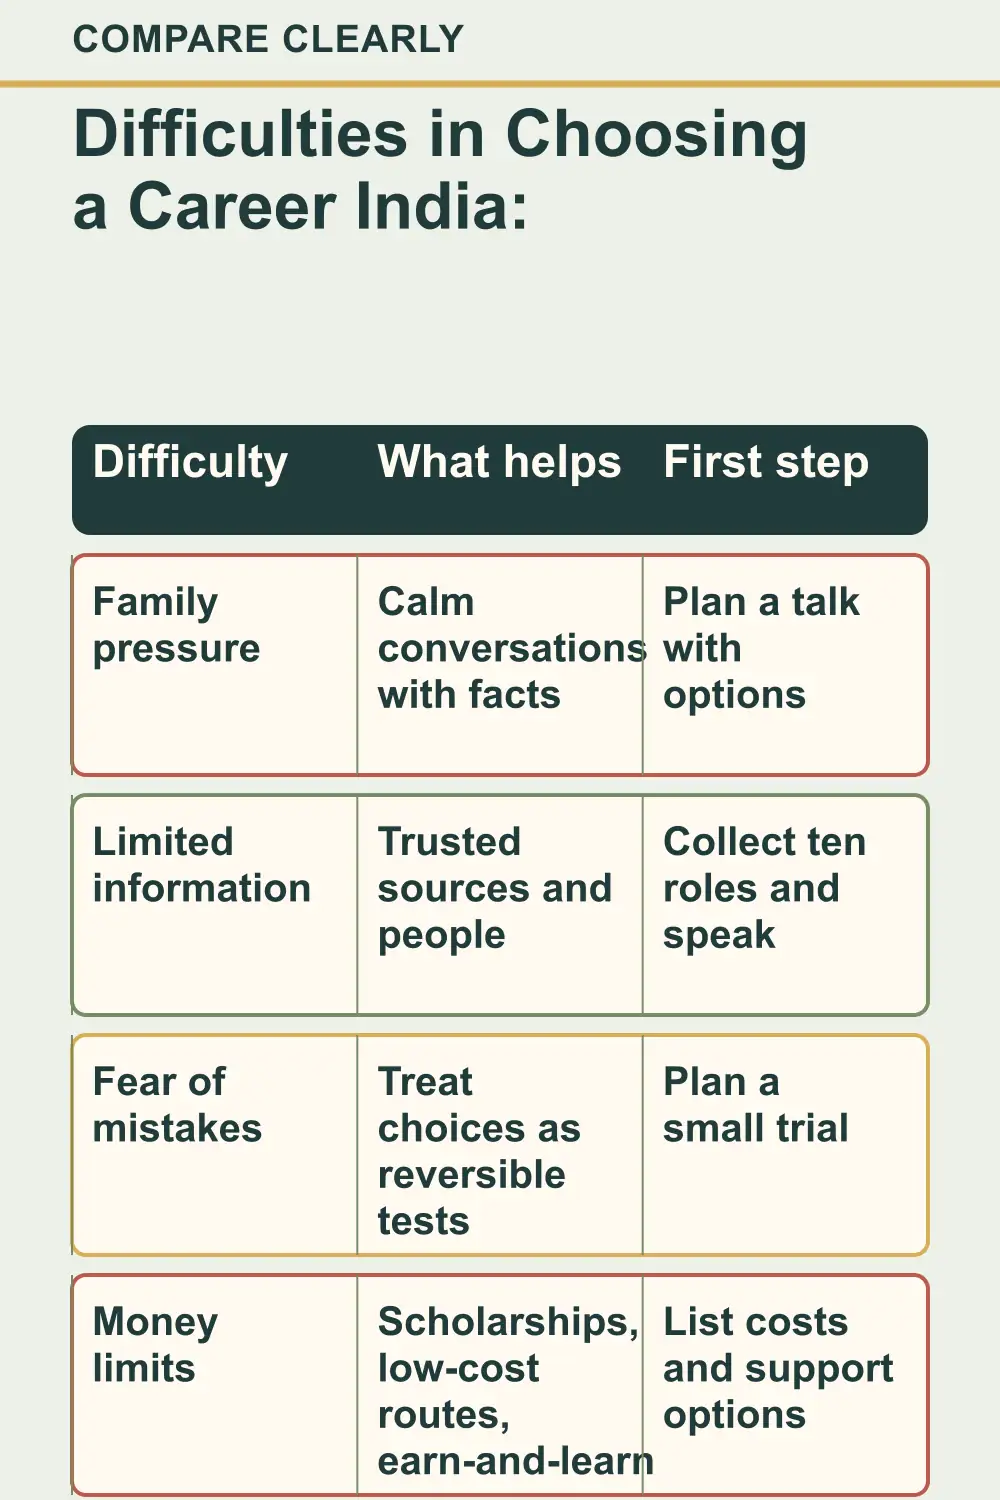 COMPARE CLEARLY
Difficulties in Choosing
a Career India:
Difficulty
What helps
First step
Family
pressure
Calm
conversations
with facts
Plan a talk
with
options
Limited
information
Trusted
sources and
people
Collect ten
roles and
speak
Fear of
mistakes
Treat
choices as
reversible
tests
Plan a
small trial
Money
limits
Scholarships,
low-cost
routes,
earn-and-learn
List costs
and support
options